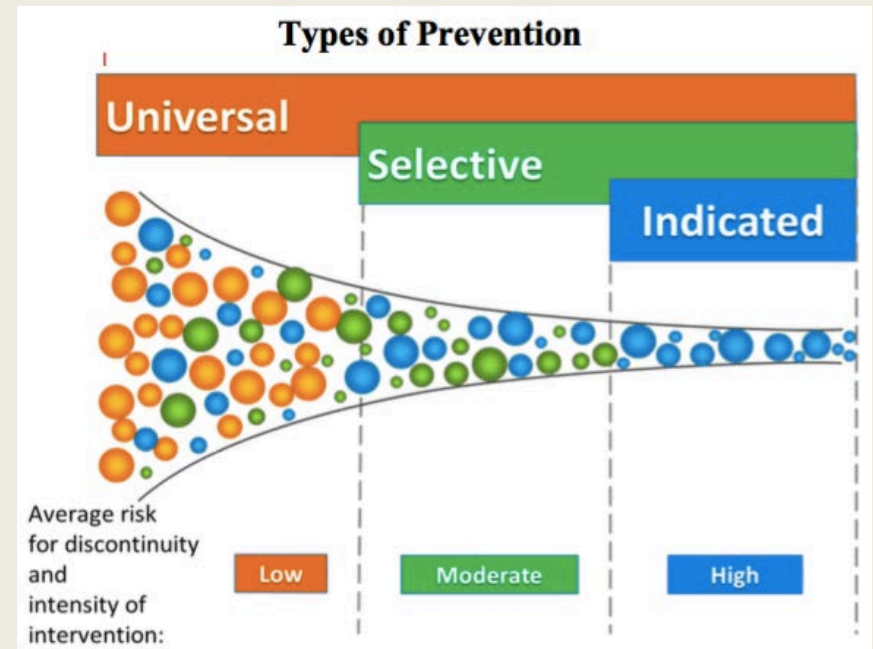 Types of Prevention
Universal
Selective
Indicated
Average risk
for discontinuity
and
intensity of
intervention:
Low
Moderate
High